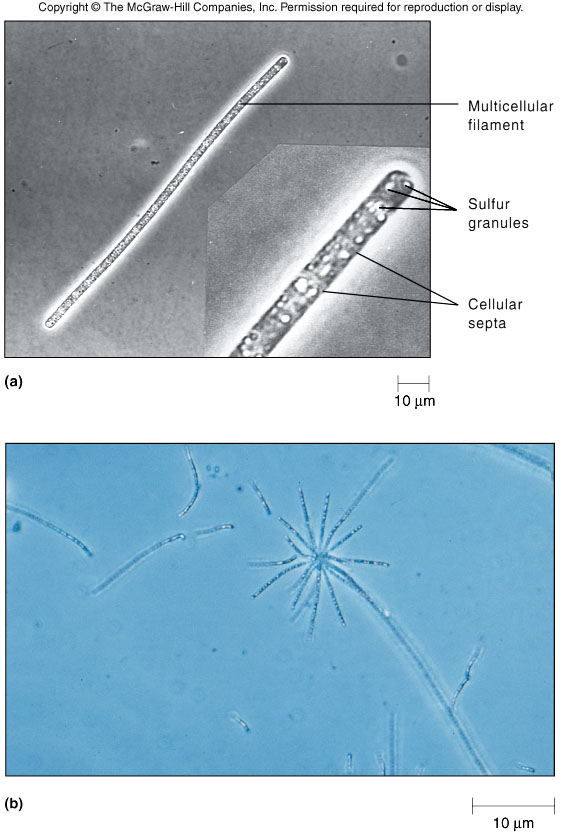 Copyright © The McGraw-Hill Companies, Inc. Permission required for reproduction or display.
Multicellular
filament
Sulfur
granules
Cellular
septa
(a)
10 μm
(b)
10 μm